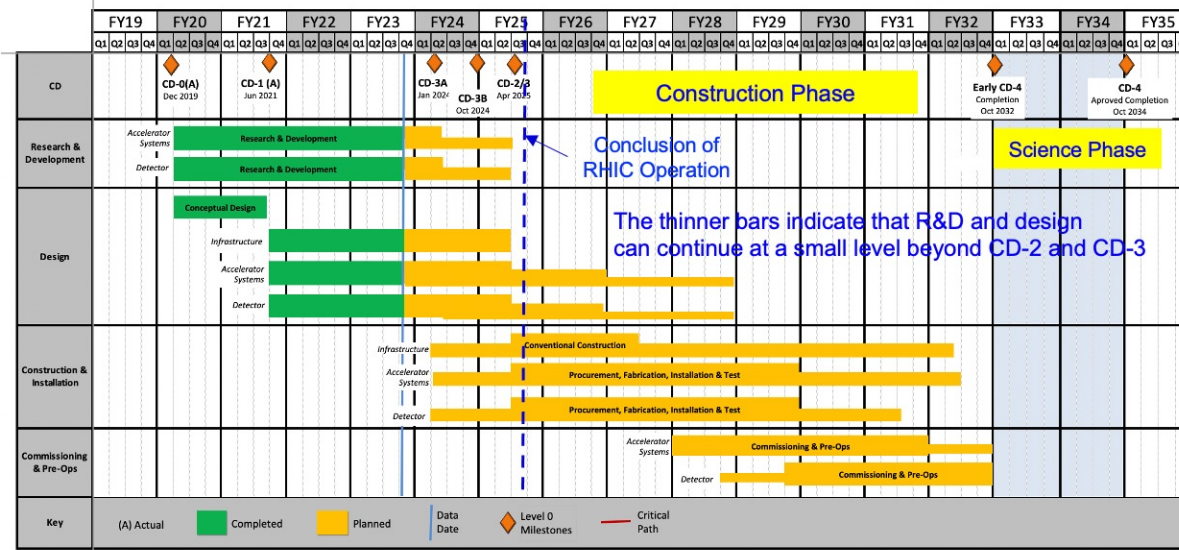 FY19 FY20 FY21 FY22 FY23 FY24 FY25 FY26 FY27 FY28 FY29 FY30 FY31 FY32 FY33 FY34 FY35
Q1 Q2 Q3 Q4 Q1 Q2 Q3 Q4 Q1 Q2 Q3 Q4 Q1 Q2 Q3 Q4 Q1 Q2 Q3 Q4 Q1 Q2 Q3 Q4 Q1 Q2 Q3 Q4 Q1 Q2 Q3 Q4 Q1 Q2 Q3 Q4 Q1 Q2 Q3 Q4 Q1 Q2 Q3 Q4 Q1 Q2 Q3 Q4 Q1 Q2 Q3 Q4 Q1 Q2 Q3 Q4 Q1 Q2 Q3 Q4 Q1 Q2 Q3 Q4 Q1 Q2 Q3
CD
CD-0(A)
Dec 2019
CD-1 (A)
Jun 2021
CD-3A
Jan 2024
CD-3B
Oct 2024
CD-2/3
Apr 2025
Construction Phase
Early CD-4
Completion
Oct 2032
CD-4
Aproved Completion
Oct 2034
Research &
Development
Accelerator
Systems
Research & Development
Detector
Research & Development
Conclusion of
RHIC Operation
Science Phase
Design
Conceptual Design
Infrastructure
Accelerator
Systems
Detector
The thinner bars indicate that R&D and design
can continue at a small level beyond CD-2 and CD-3
Construction &
Installation
Infrastructure
Conventional Construction
Accelerator
Systems
Procurement, Fabrication, Installation & Test
Detector
Procurement, Fabrication, Installation & Test
Commissioning
& Pre-Ops
Accelerator
Systems
Commissioning & Pre-Ops
Detector
Commissioning & Pre-Ops
Key
(A) Actual
Completed
Planned
Data
Date
Level 0
Milestones
Critical
Path